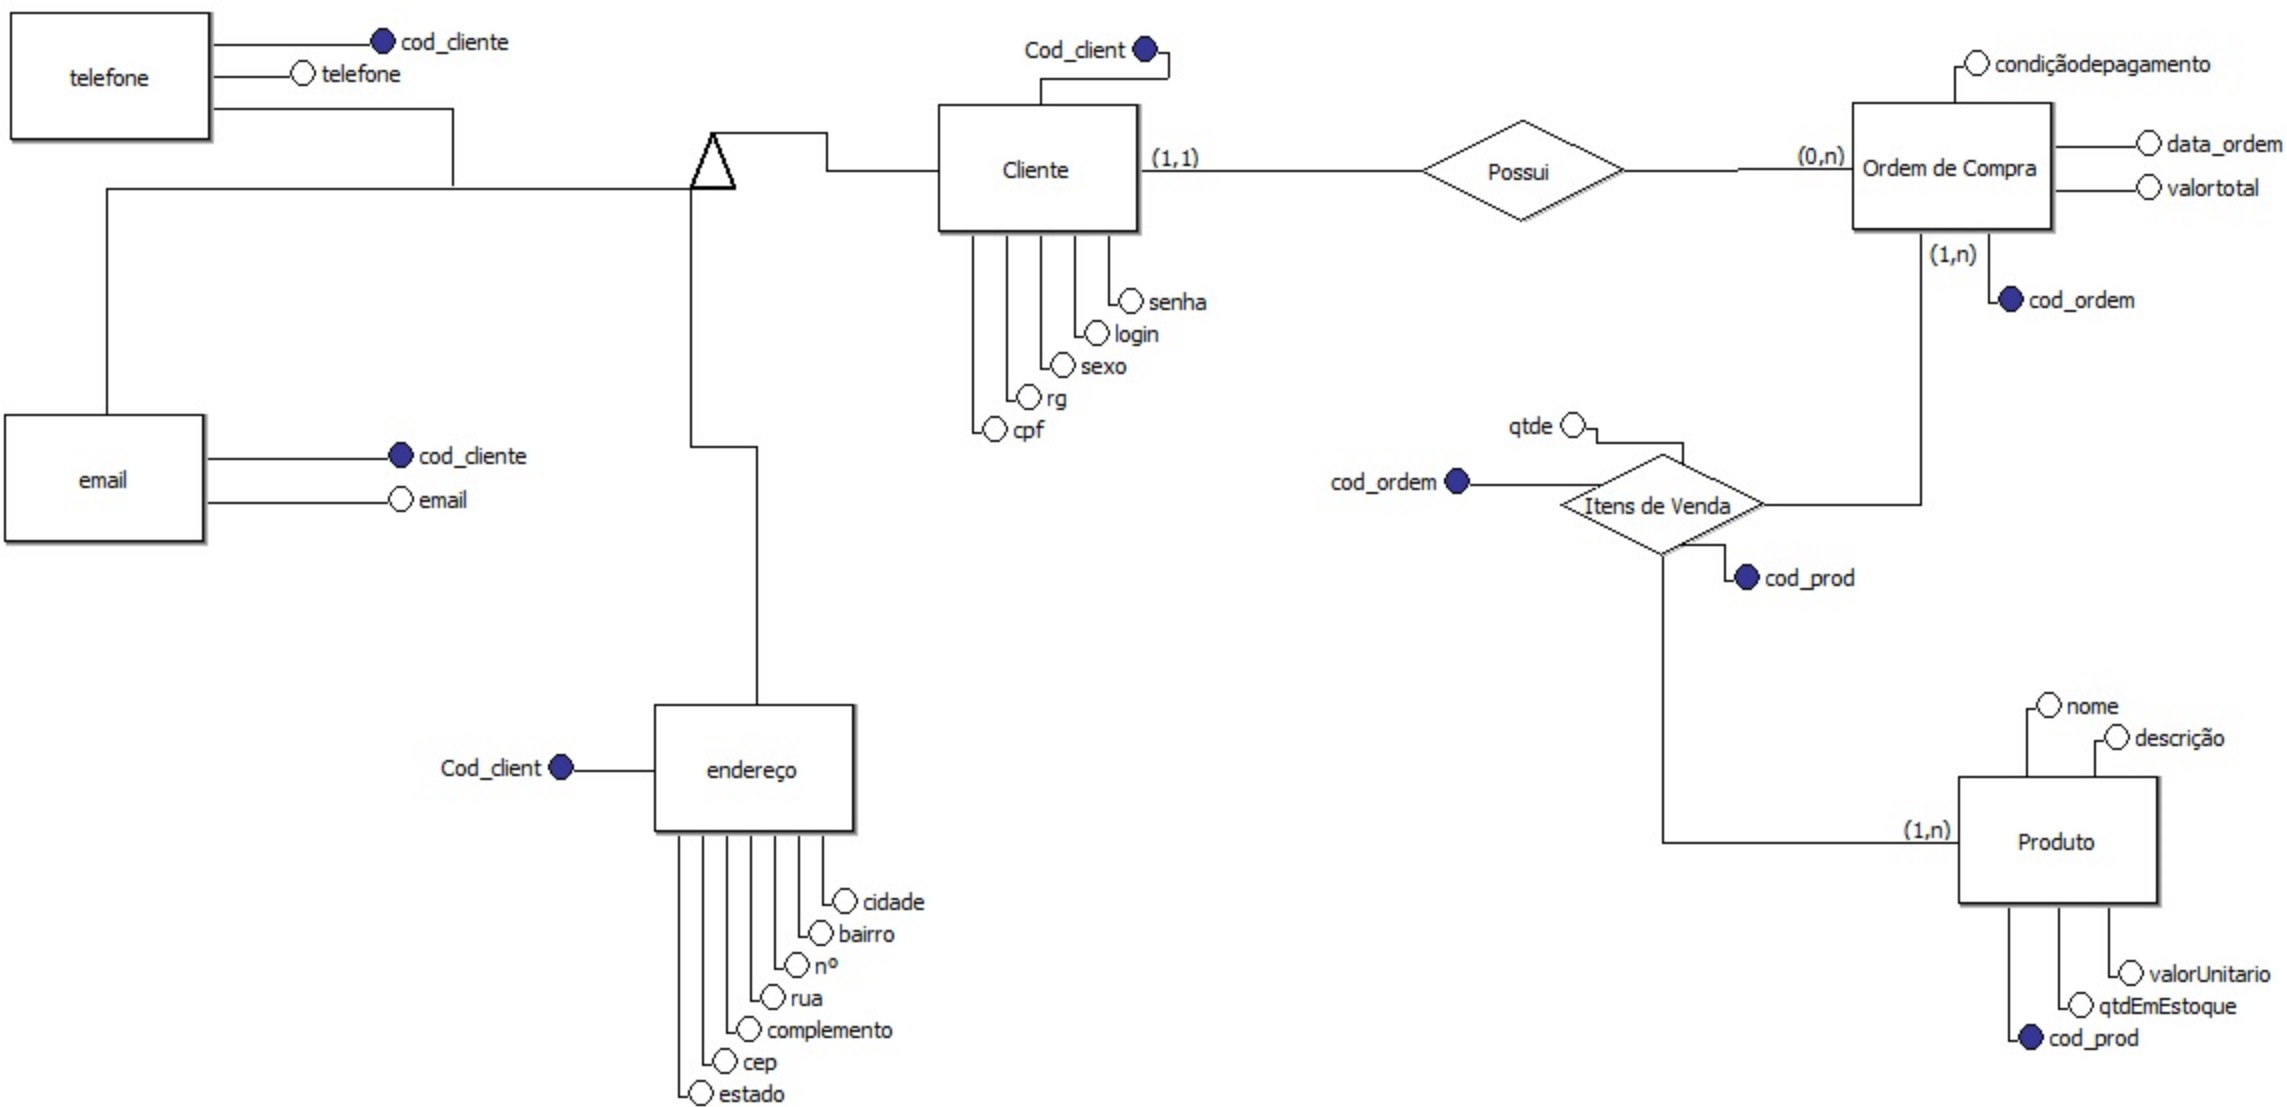 telefone
cod_cliente
telefone
Cod_client
Cliente
(1,1)
Possui
(0,n)
Ordem de Compra
condiçãodepagamento
data_ordem
valortotal
(1,n)
cod_ordem
senha
login
sexo
rg
cpf
email
cod_cliente
email
qtde
cod_ordem
Itens de Venda
cod_prod
Cod_client
endereço
cidade
bairro
nº
rua
complemento
cep
estado
nome
descrição
(1,n)
Produto
valorUnitario
qtdEmEstoque
cod_prod